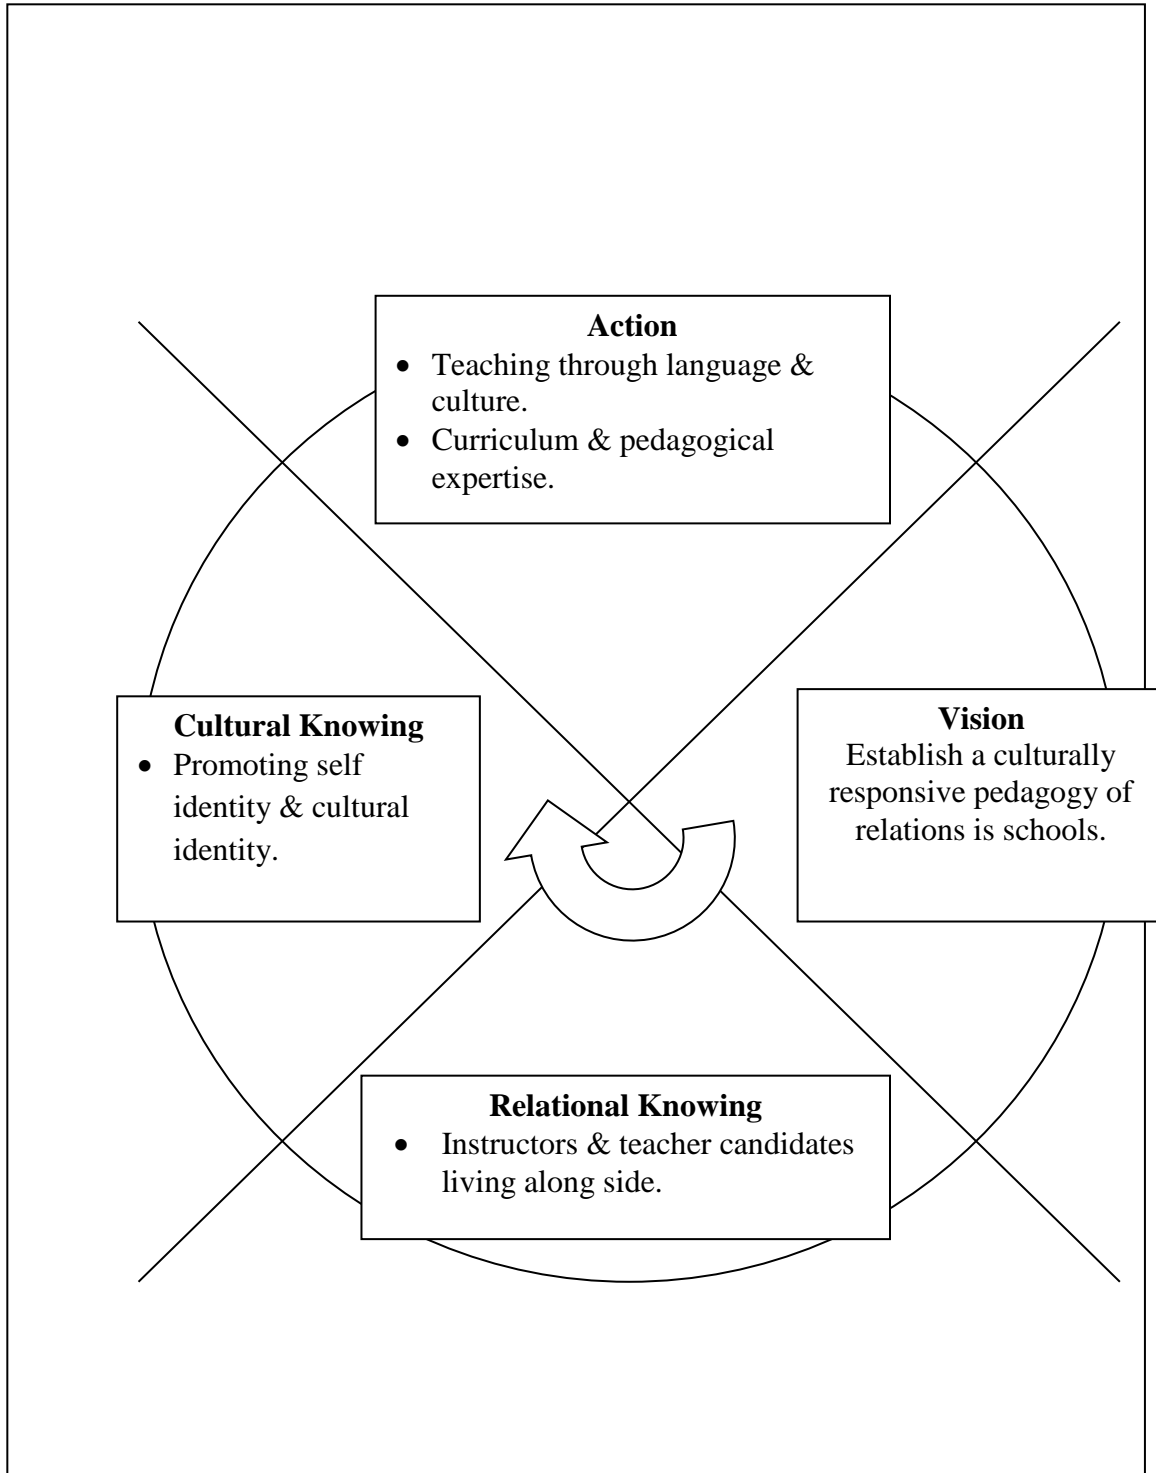 Action
• Teaching through language &
culture.
• Curriculum & pedagogical
expertise.
Cultural Knowing
• Promoting self
identity & cultural
identity.
Vision
Establish a culturally
responsive pedagogy of
relations is schools.
Relational Knowing
• Instructors & teacher candidates
living along side.